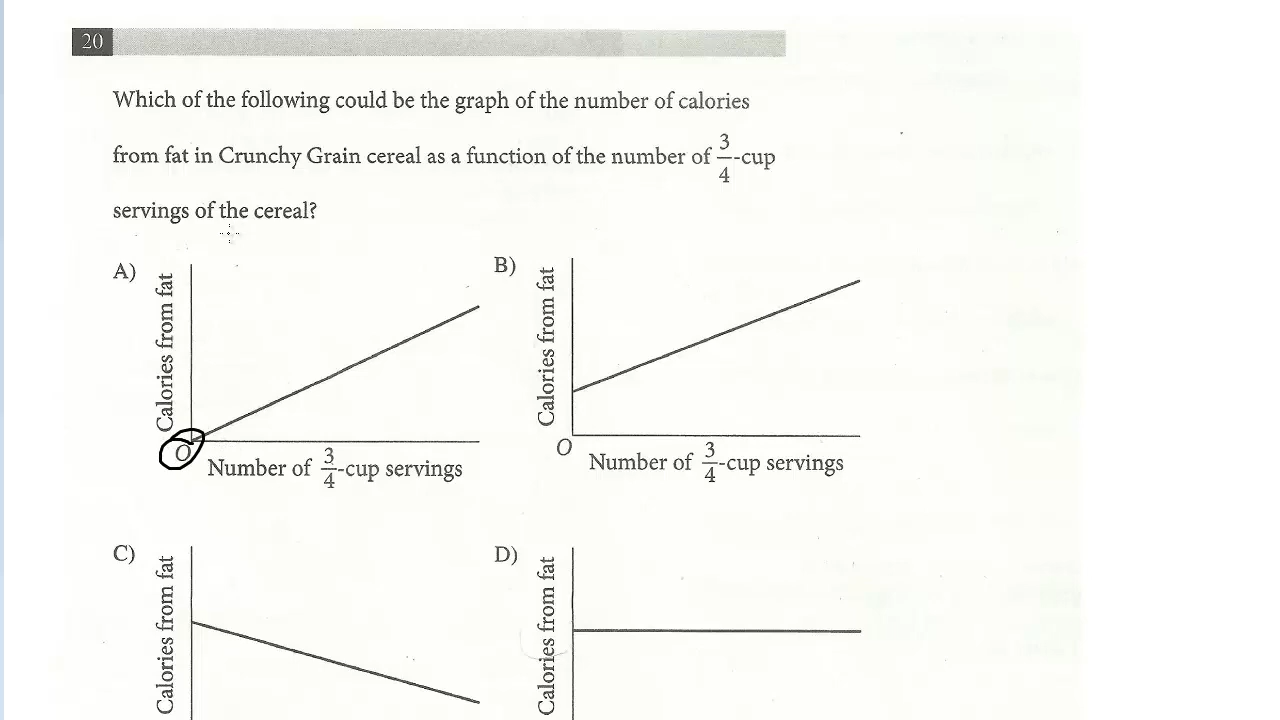 20
Which of the following could be the graph of the number of calories
from fat in Crunchy Grain cereal as a function of the number of 3/4-cup
servings of the cereal?
A)
Calories from fat
O
Number of 3/4-cup servings
B)
Calories from fat
O
Number of 3/4-cup servings
C)
Calories from fat
D)
Calories from fat